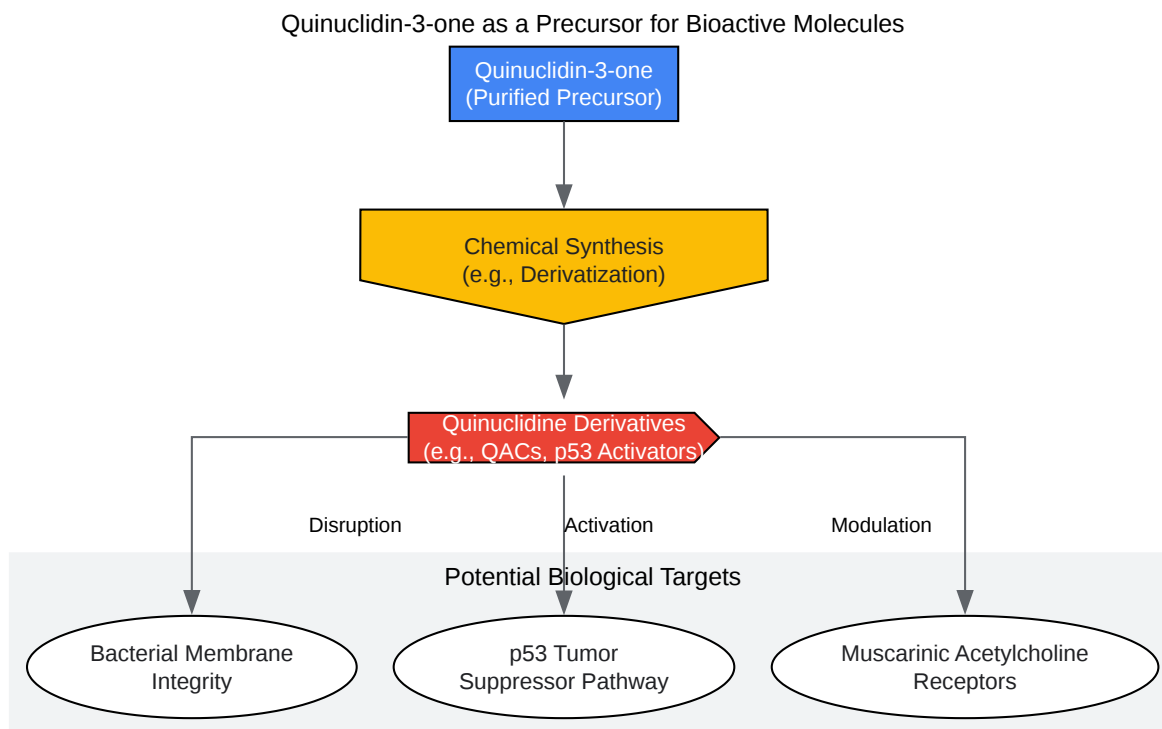 Quinuclidin-3-one as a Precursor for Bioactive Molecules
Quinuclidin-3-one
(Purified Precursor)
Chemical Synthesis
(e.g., Derivatization)
Quinuclidine Derivatives
(e.g., QACs, p53 Activators)
Disruption
Activation
Modulation
Potential Biological Targets
Bacterial Membrane
Integrity
p53 Tumor
Suppressor Pathway
Muscarinic Acetylcholine
Receptors